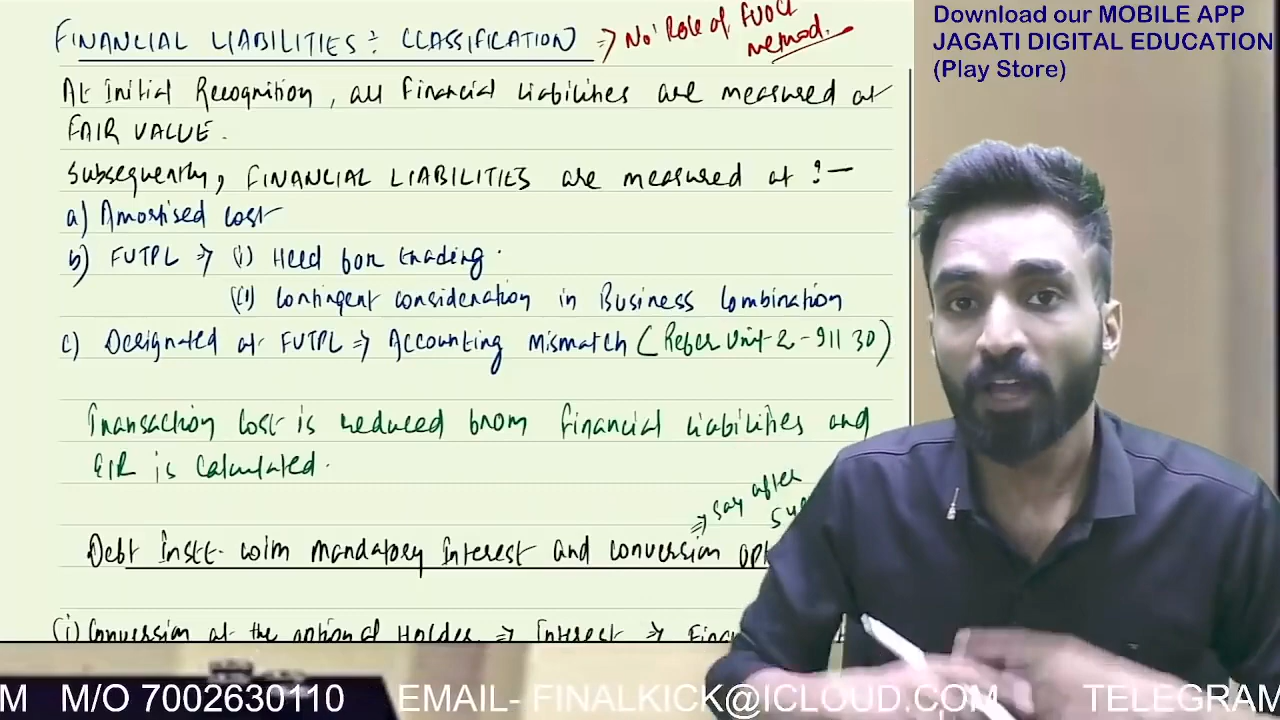 FINANCIAL LIABILITIES : CLASSIFICATION => No Role of FVOCI
method.
At Initial Recognition, all financial liabilities are measured at
FAIR VALUE.
Subsequently, FINANCIAL LIABILITIES are measured at :-
a) Amortised cost
b) FVTPL => (i) Held for trading.
(ii) Contingent consideration in Business Combination
c) Designated at FVTPL => Accounting Mismatch (Refer Unit-2 - 911 30)
Transaction cost is reduced from financial liabilities and
EIR is calculated.
=> Say after
Debt Instt. with mandatory Interest and conversion
(i) Conversion at the option of Holder => Interest =>
Download our MOBILE APP
JAGATI DIGITAL EDUCATION
(Play Store)
M M/O 7002630110 EMAIL- FINALKICK@ICLOUD.COM TELEGRAM